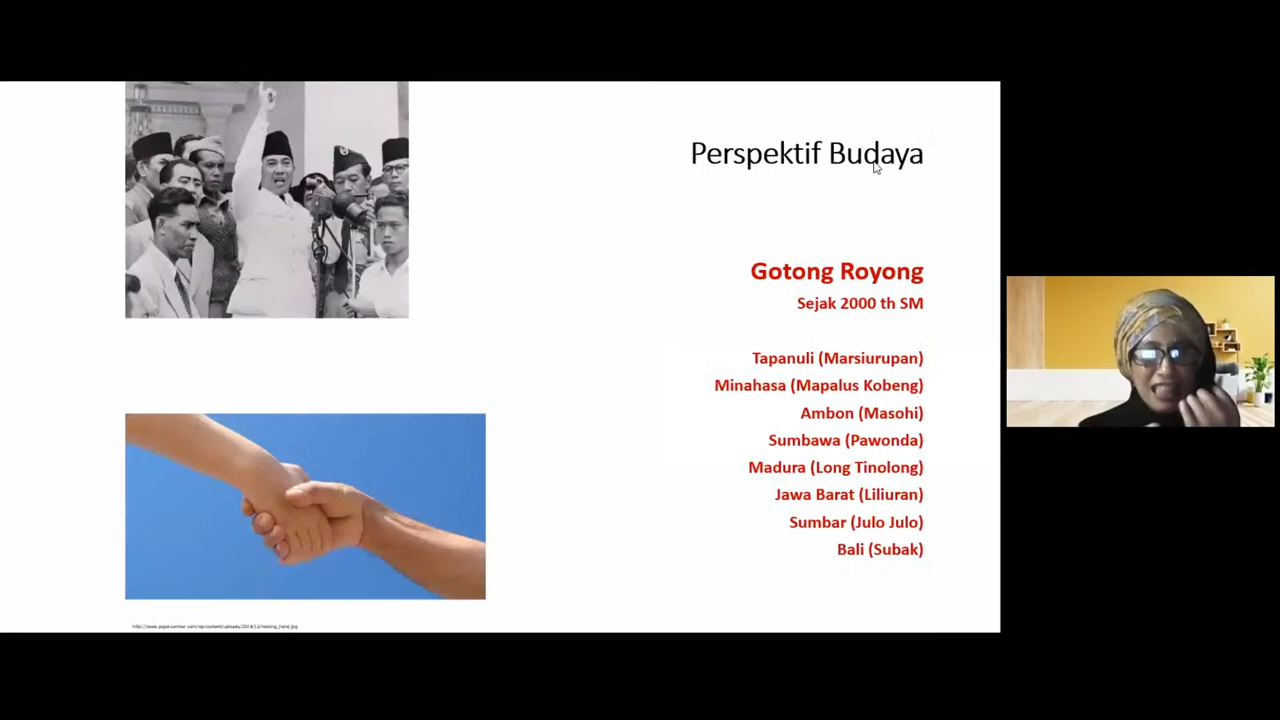 Perspektif Budaya
Gotong Royong
Sejak 2000 th SM
Tapanuli (Marsiurupan)
Minahasa (Mapalus Kobeng)
Ambon (Masohi)
Sumbawa (Pawonda)
Madura (Long Tinolong)
Jawa Barat (Liliuran)
Sumbar (Julo Julo)
Bali (Subak)